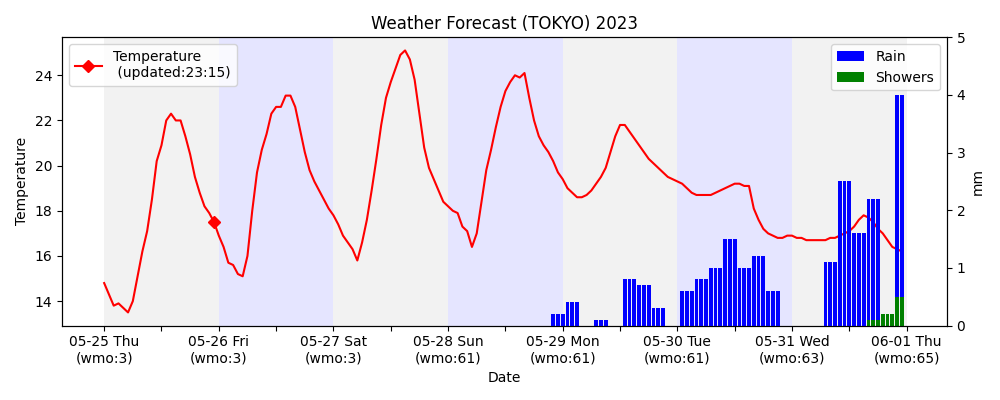 Weather Forecast (TOKYO) 2023
Temperature
(updated:23:15)
Rain
Showers
24
22
20
18
16
14
Temperature
5
4
3
2
1
0
mm
05-25 Thu
(wmo:3)
05-26 Fri
(wmo:3)
05-27 Sat
(wmo:3)
05-28 Sun
(wmo:61)
05-29 Mon
(wmo:61)
05-30 Tue
(wmo:61)
05-31 Wed
(wmo:63)
06-01 Thu
(wmo:65)
Date